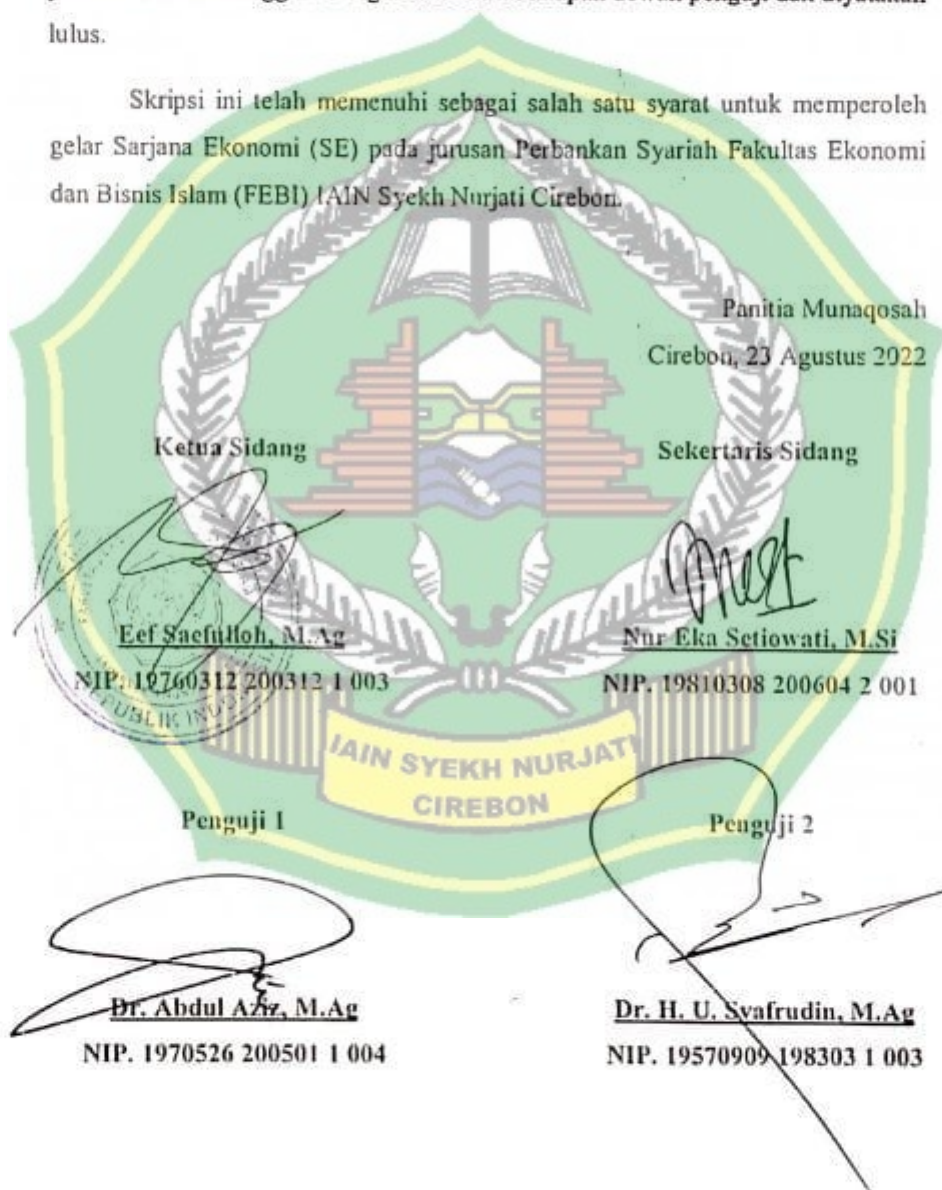 lulus.
Skripsi ini telah memenuhi sebagai salah satu syarat untuk memperoleh
gelar Sarjana Ekonomi (SE) pada jurusan Perbankan Syariah Fakultas Ekonomi
dan Bisnis Islam (FEBI) IAIN Syekh Nurjati Cirebon.
Panitia Munaqosah
Cirebon, 23 Agustus 2022
Ketua Sidang
Sekertaris Sidang
Eef Saefulloh, M.Ag
Nur Eka Setiowati, M.Si
NIP. 19760312 200312 1 003
NIP. 19810308 200604 2 001
IAIN SYEKH NURJATI
CIREBON
Penguji 1
Penguji 2
Dr. Abdul Aziz, M.Ag
Dr. H. U. Syafrudin, M.Ag
NIP. 1970526 200501 1 004
NIP. 19570909 198303 1 003